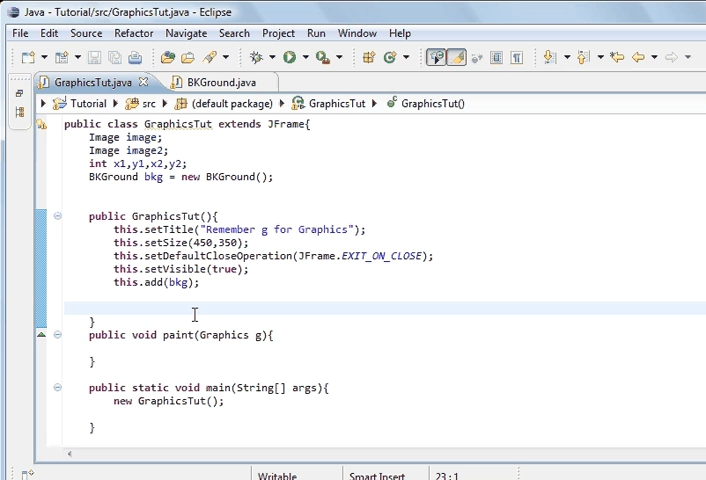 Java - Tutorial/src/GraphicsTut.java - Eclipse
File Edit Source Refactor Navigate Search Project Run Window Help
GraphicsTut.java BKGround.java
Tutorial src (default package) GraphicsTut GraphicsTut()
public class GraphicsTut extends JFrame{
Image image;
Image image2;
int x1,y1,x2,y2;
BKGround bkg = new BKGround();
public GraphicsTut(){
this.setTitle("Remember g for Graphics");
this.setSize(450,350);
this.setDefaultCloseOperation(JFrame.EXIT_ON_CLOSE);
this.setVisible(true);
this.add(bkg);
}
public void paint(Graphics g){
}
public static void main(String[] args){
new GraphicsTut();
}
Writable Smart Insert 23:1